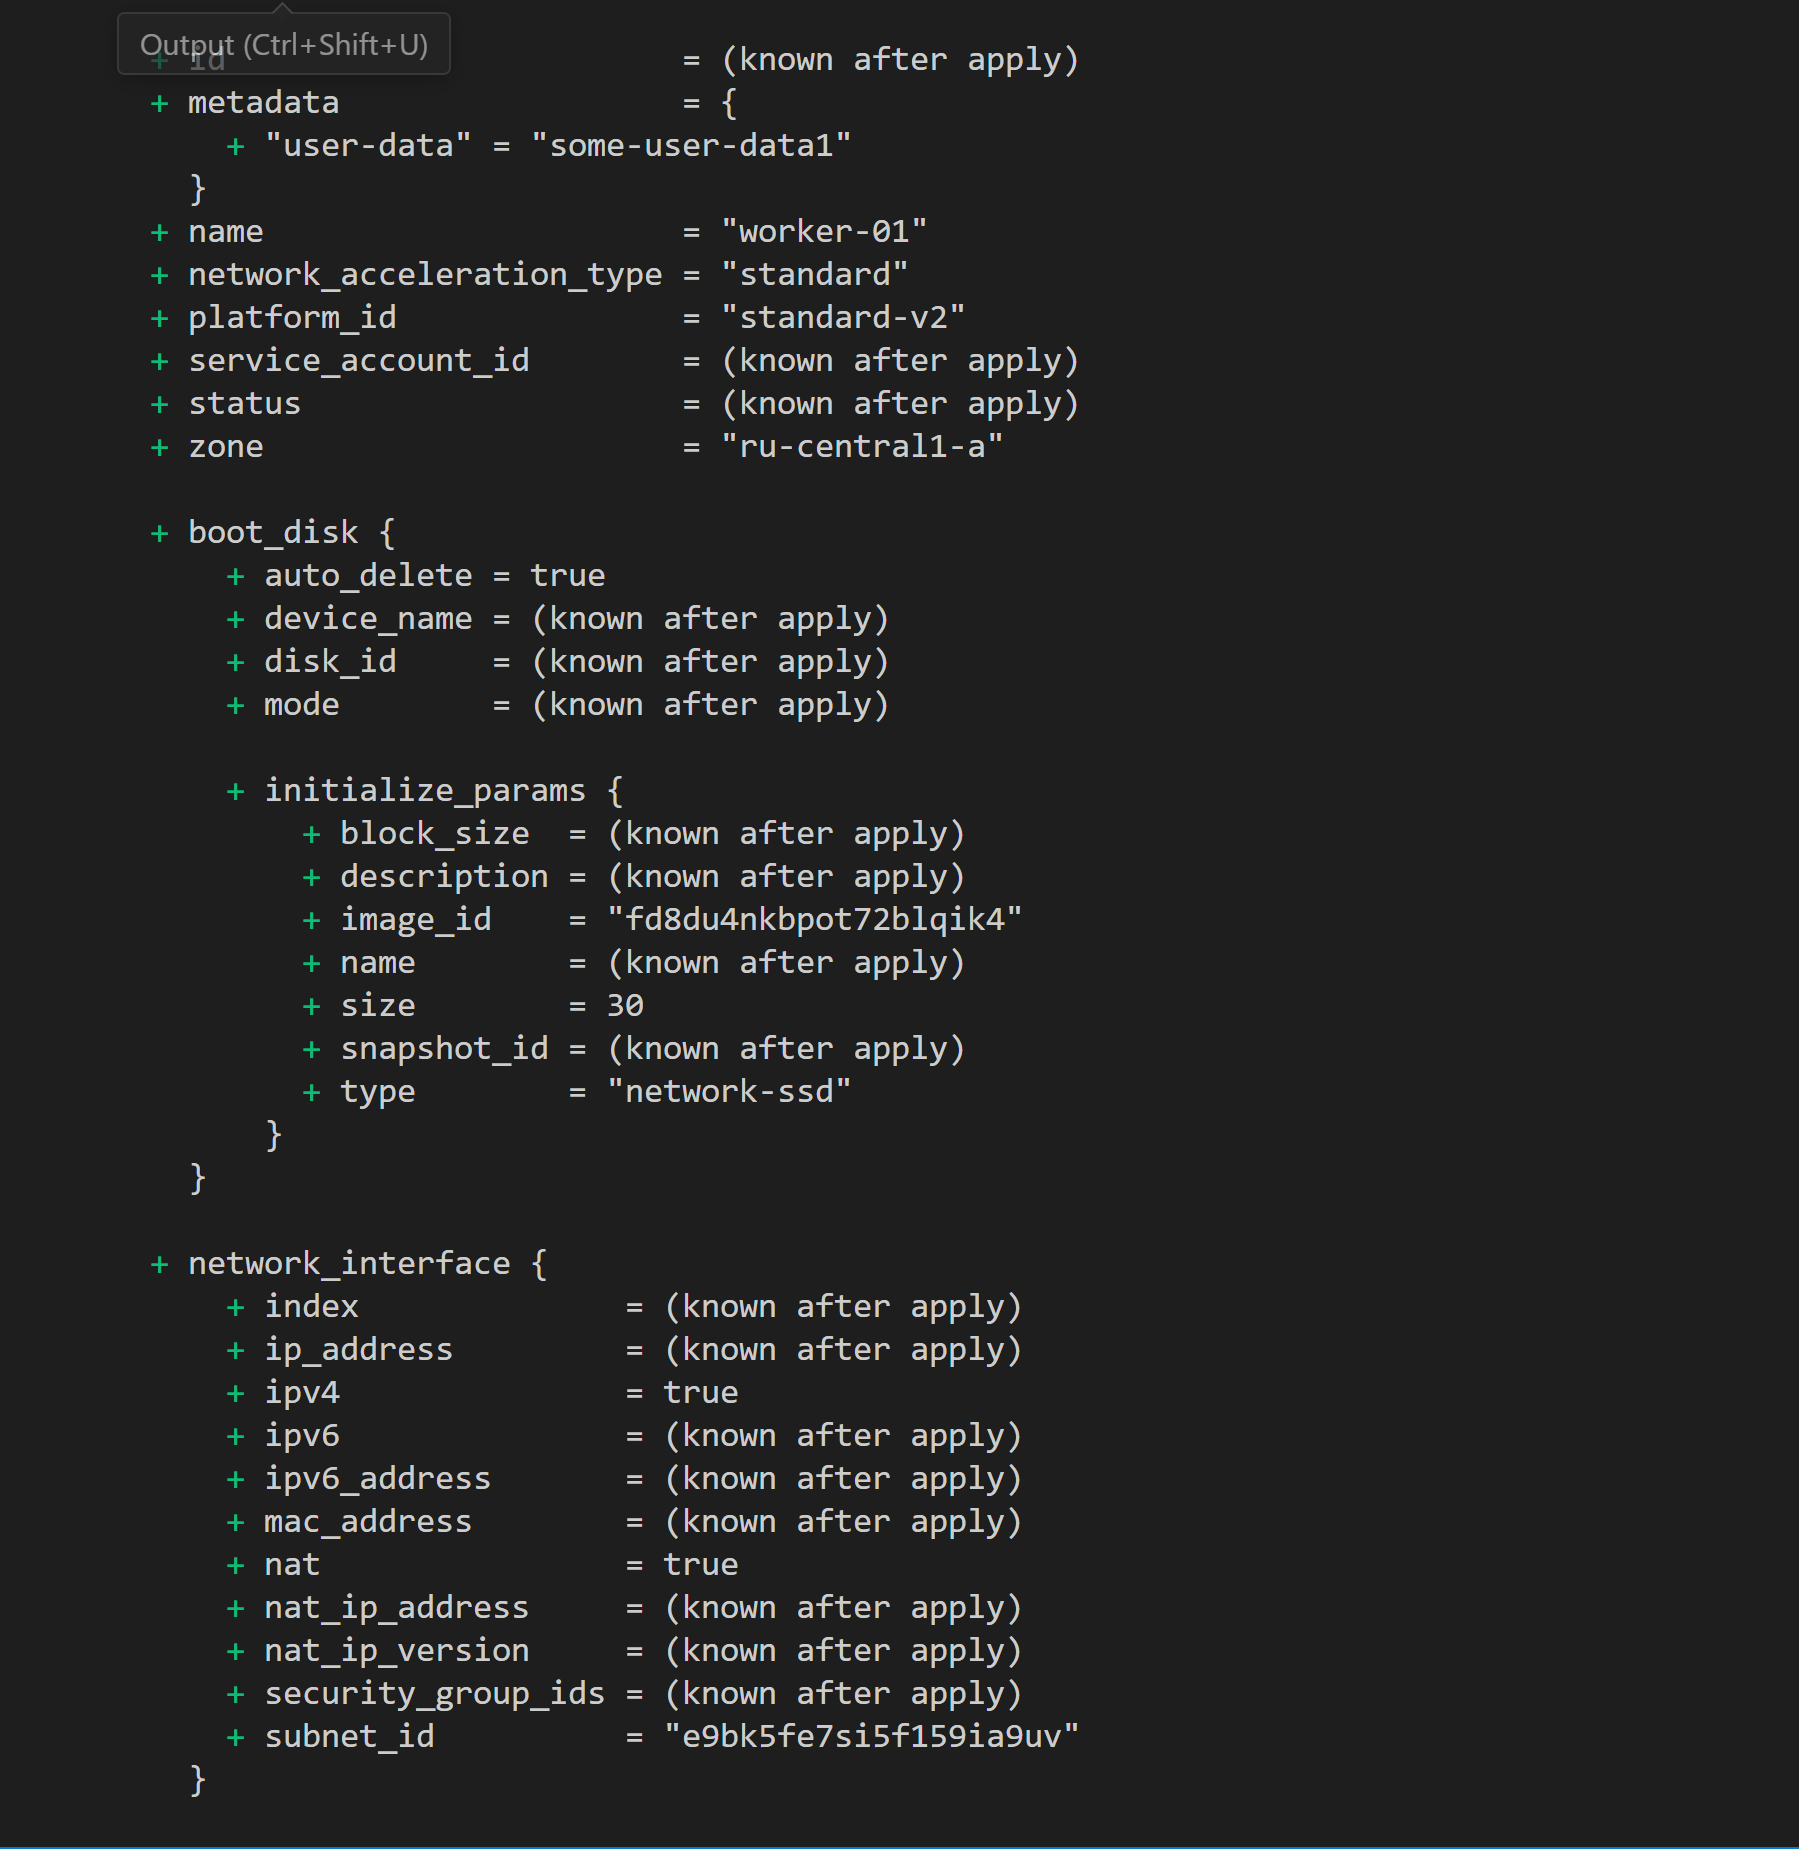 Output (Ctrl+Shift+U)
+ id = (known after apply)
+ metadata = {
+ "user-data" = "some-user-data1"
}
+ name = "worker-01"
+ network_acceleration_type = "standard"
+ platform_id = "standard-v2"
+ service_account_id = (known after apply)
+ status = (known after apply)
+ zone = "ru-central1-a"
+ boot_disk {
+ auto_delete = true
+ device_name = (known after apply)
+ disk_id = (known after apply)
+ mode = (known after apply)
+ initialize_params {
+ block_size = (known after apply)
+ description = (known after apply)
+ image_id = "fd8du4nkbpot72blqik4"
+ name = (known after apply)
+ size = 30
+ snapshot_id = (known after apply)
+ type = "network-ssd"
}
}
+ network_interface {
+ index = (known after apply)
+ ip_address = (known after apply)
+ ipv4 = true
+ ipv6 = (known after apply)
+ ipv6_address = (known after apply)
+ mac_address = (known after apply)
+ nat = true
+ nat_ip_address = (known after apply)
+ nat_ip_version = (known after apply)
+ security_group_ids = (known after apply)
+ subnet_id = "e9bk5fe7si5f159ia9uv"
}